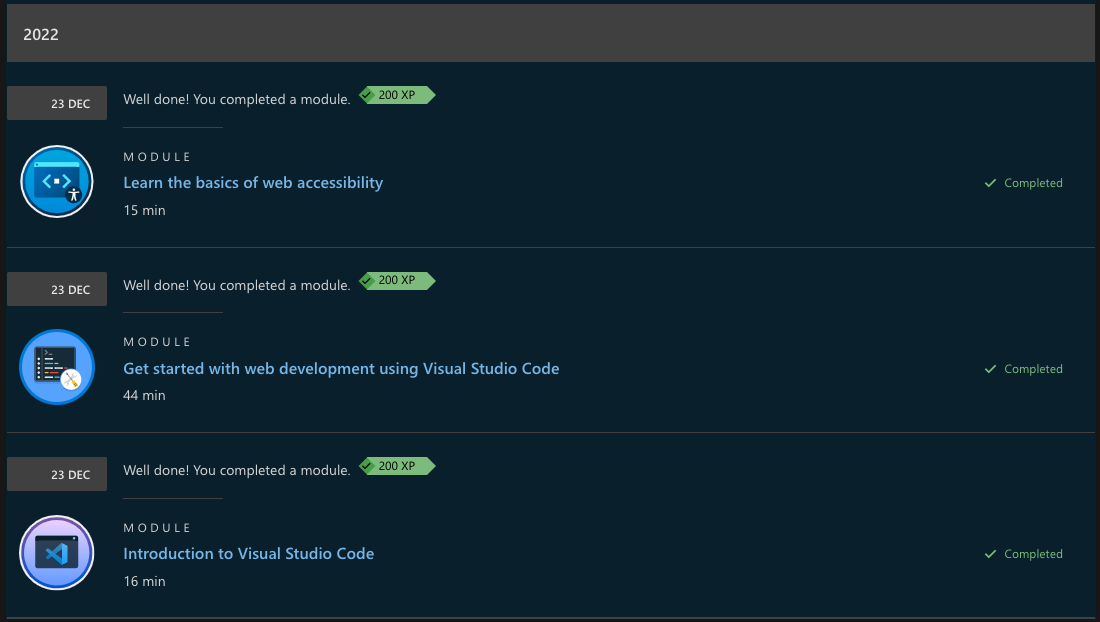 2022
23 DEC
Well done! You completed a module. 200 XP
MODULE
Learn the basics of web accessibility
Completed
15 min
23 DEC
Well done! You completed a module. 200 XP
MODULE
Get started with web development using Visual Studio Code
Completed
44 min
23 DEC
Well done! You completed a module. 200 XP
MODULE
Introduction to Visual Studio Code
Completed
16 min